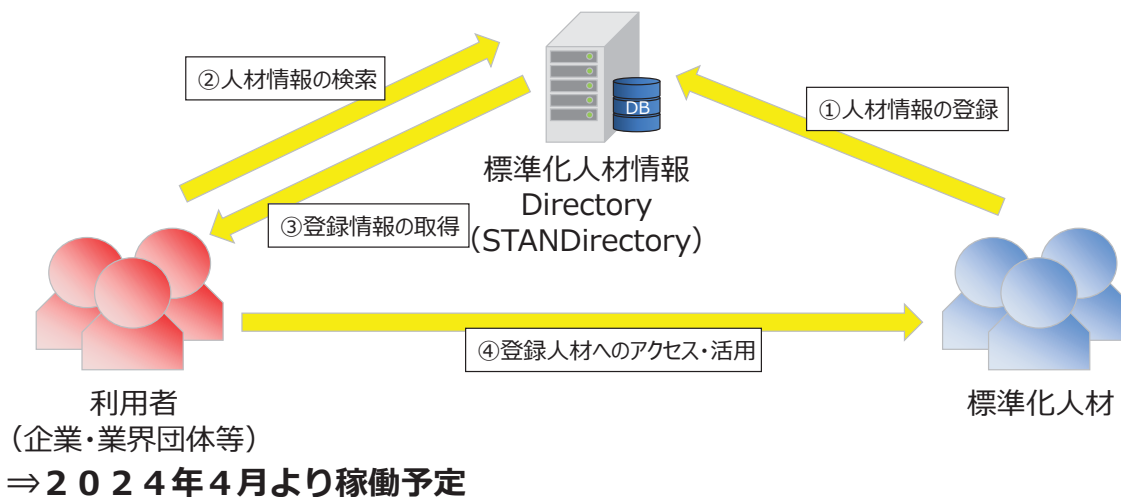 ②人材情報の検索
DB
①人材情報の登録
標準化人材情報
Directory
（STANDirectory）
③登録情報の取得
④登録人材へのアクセス・活用
利用者
（企業・業界団体等）
標準化人材
⇒２０２４年４月より稼働予定